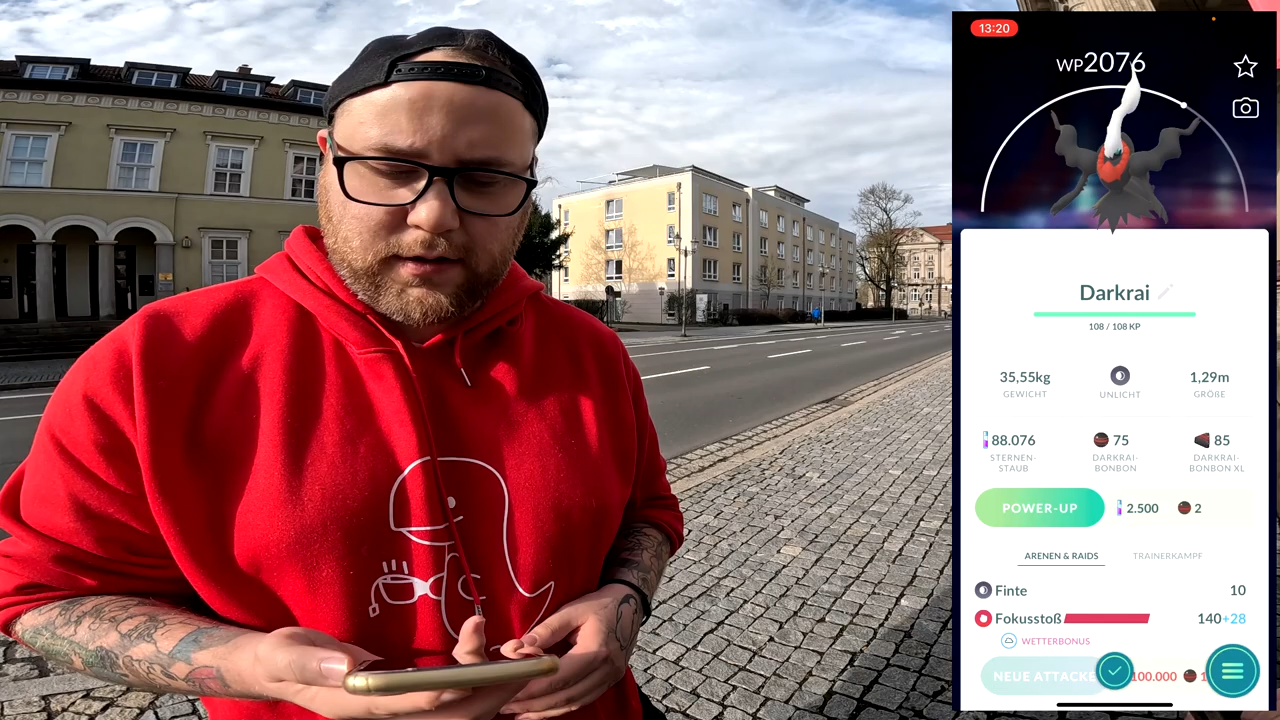 13:20
WP2076
Darkrai
108 / 108 KP
35,55kg
GEWICHT
UNLICHT
1,29m
GRÖßE
88.076
STERNEN-
STAUB
75
DARKRAI-
BONBON
85
DARKRAI-
BONBON XL
POWER-UP
2.500
2
ARENEN & RAIDS
TRAINERKAMPF
Finte
10
Fokusstoß
140+28
WETTERBONUS
NEUE ATTACKE
100.000